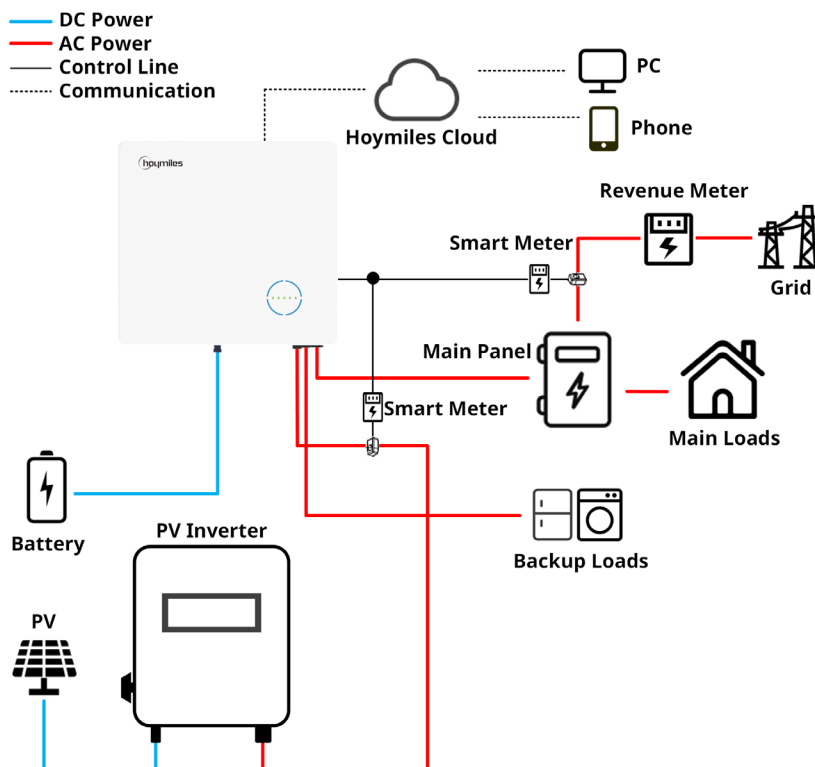 DC Power
AC Power
Control Line
Communication
PC
Hoymiles Cloud
Phone
hoymiles
Revenue Meter
Smart Meter
Grid
Main Panel
Smart Meter
Main Loads
Battery
PV Inverter
Backup Loads
PV